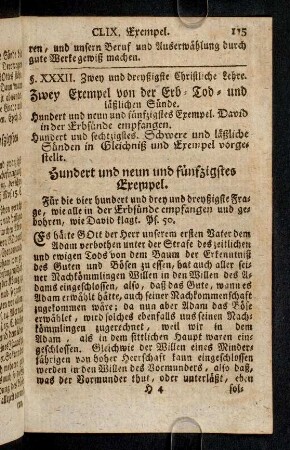 CLIX. Exempel. 115
ren, und unsern Beruf und Auserwählung durch
gute Werke gewiß machen.
§. XXXII. Zwey und dreyßigste Christliche Lehre.
Zwey Exempel von der Erb- Tod- und
läßlichen Sünde.
Hundert und neun und fünfzigstes Exempel. David
in der Erbsünde empfangen.
Hundert und sechtzigstes. Schwere und läßliche
Sünden in Gleichniß und Exempel vorge-
stellt.
Hundert und neun und fünfzigstes
Exempel.
Für die vier hundert und drey und dreyßigste Fra-
ge, wie alle in der Erbsünde empfangen und ge-
bohren, wie David klagt. Ps. 50.
Es hätte GOtt der Herr unserem ersten Vater dem
Adam verbothen unter der Strafe des zeitlichen
und ewigen Tods von dem Baum der Erkenntniß
des Guten und Bösen zu essen, hat auch aller sei-
ner Nachkömmlingen Willen in den Willen des A-
dams eingeschlossen, also, daß das Gute, wann es
Adam erwählt hätte, auch seiner Nachkommenschaft
zugekommen wäre; da nun aber Adam das Böse
erwählet, wird solches ebenfalls uns seinen Nach-
kömmlingen zugerechnet, weil wir in dem
Adam, als in dem sittlichen Haupt waren ein-
geschlossen. Gleichwie der Willen eines Minder-
jährigen von hoher Herrschaft kann eingeschlossen
werden in den Willen des Vormunders, also daß,
was der Vormunder thut, oder unterläßt, eben
H 4 sol-